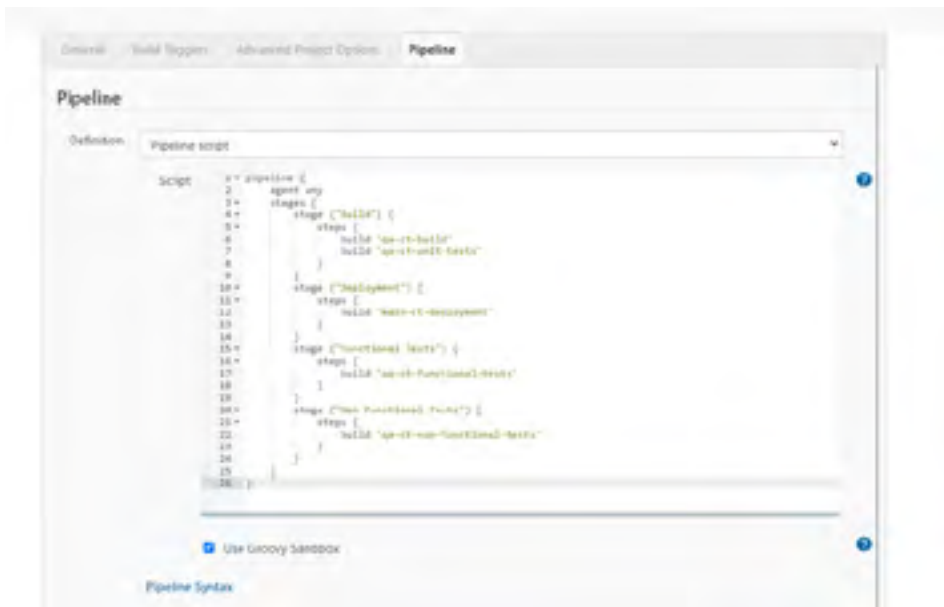 General Build Triggers Advanced Project Options Pipeline
Pipeline
Definition
Pipeline script
Script
1 pipeline {
2 agent any
3 stages {
4 stage ("Build") {
5 steps {
6 build 'qa-ct-build'
7 build 'qa-ct-unit-tests'
8 }
9 }
10 stage ("Deployment") {
11 steps {
12 build
13 }
14 }
15 stage ("Functional Tests") {
16 steps {
17 build 'qa-ct-functional-tests'
18 }
19 }
20 stage ("Non Functional Tests") {
21 steps {
22 build 'qa-ct-non-functional-tests'
23 }
24 }
25 }
26 }
Use Groovy Sandbox
Pipeline Syntax